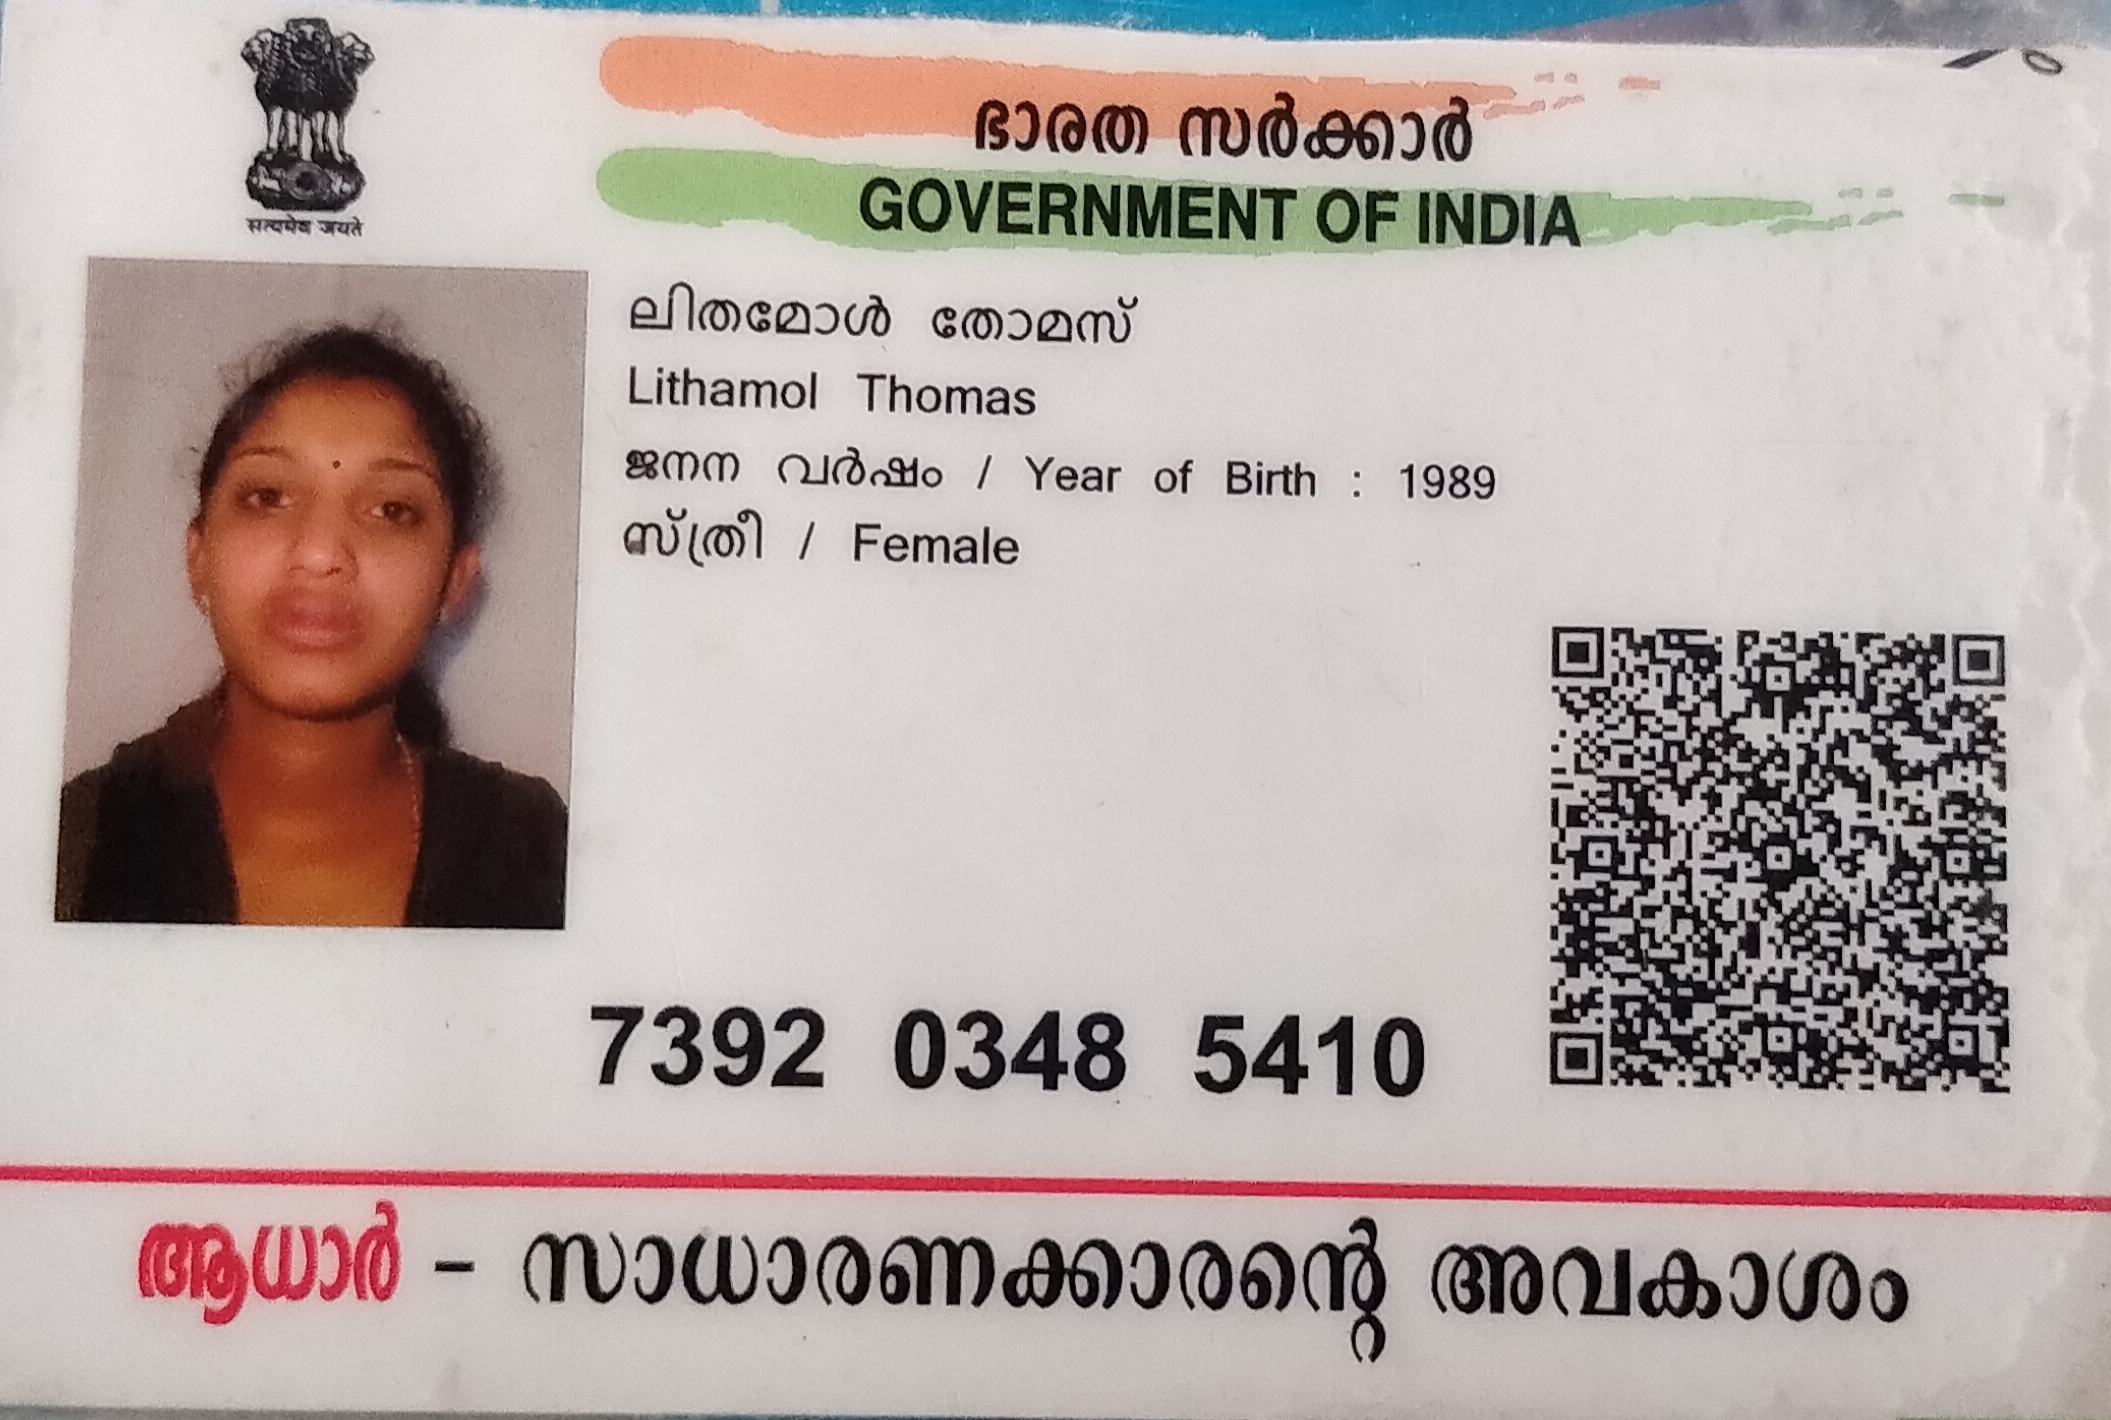 ഭാരത സർക്കാർ
GOVERNMENT OF INDIA
सत्यमेव जयते
ലിതമോൾ തോമസ്
Lithamol Thomas
ജനന വർഷം / Year of Birth : 1989
സ്ത്രീ / Female
7392 0348 5410
ആധാർ – സാധാരണക്കാരന്റെ അവകാശം